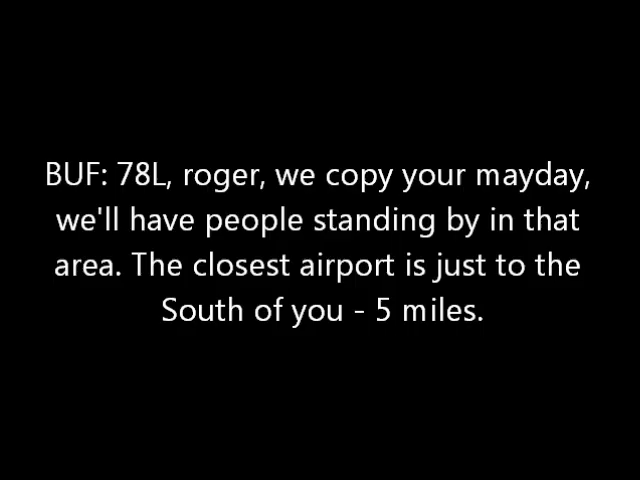 BUF: 78L, roger, we copy your mayday,
we'll have people standing by in that
area. The closest airport is just to the
South of you - 5 miles.